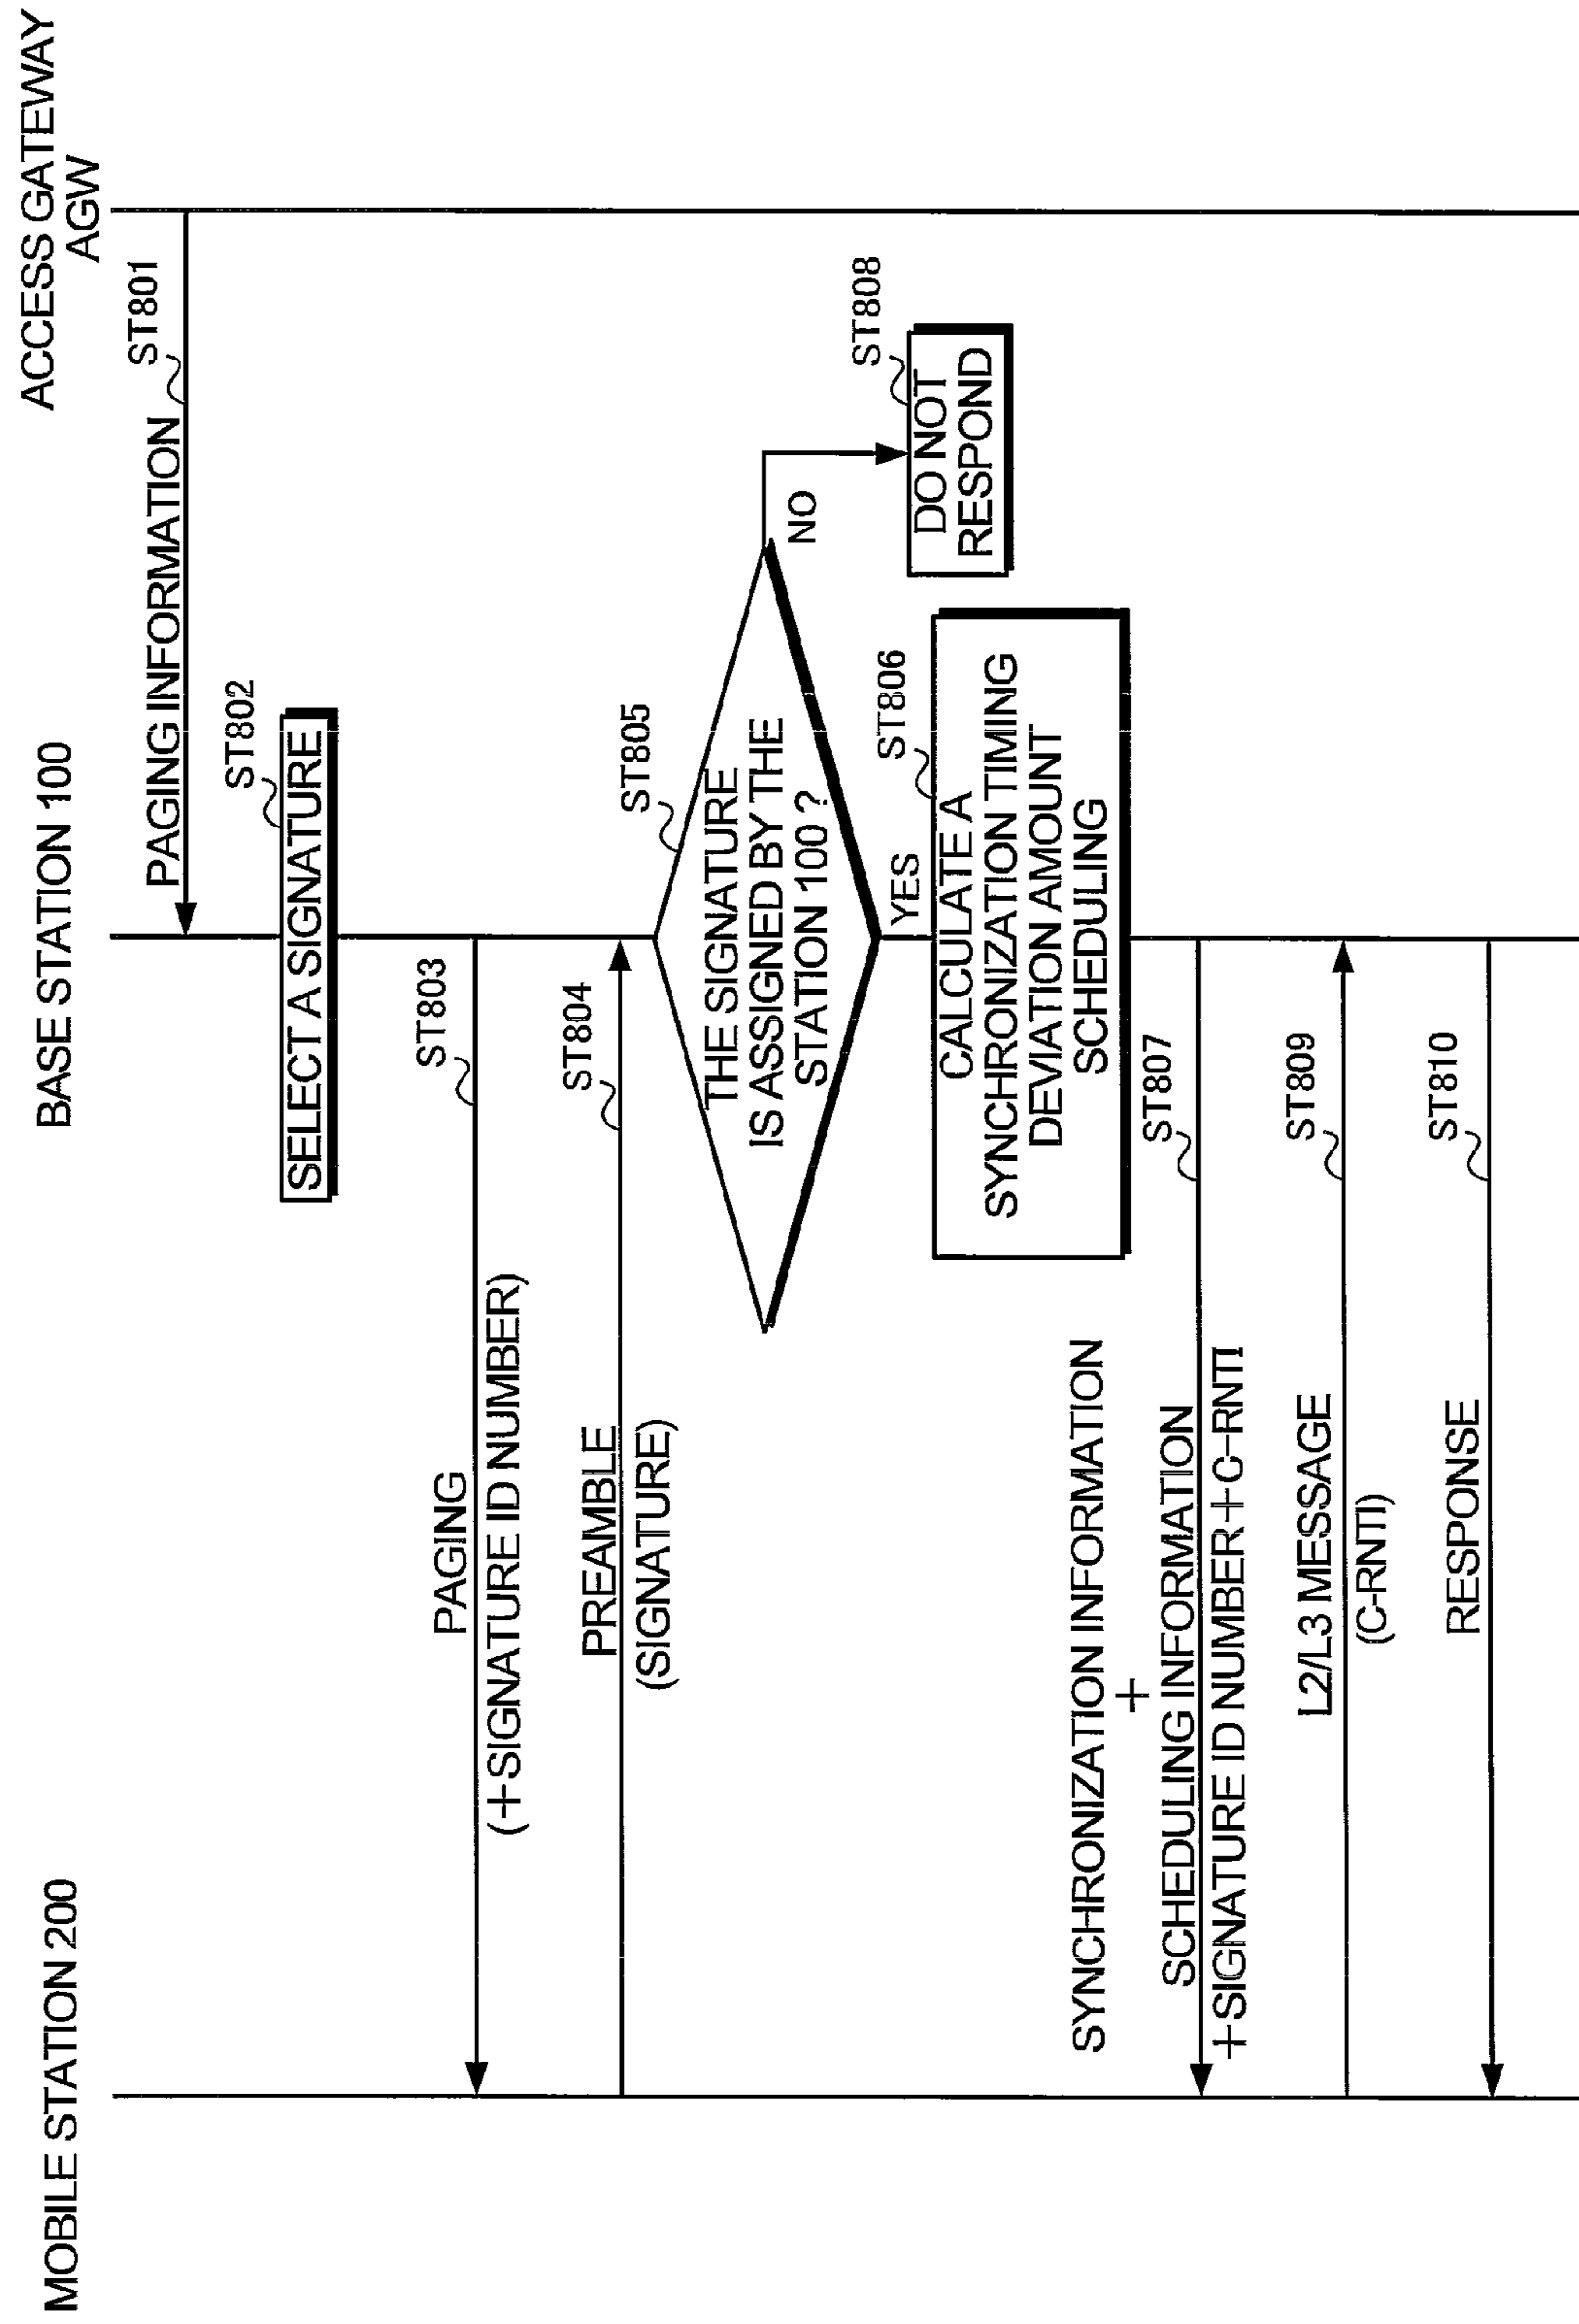 MOBILE STATION 200
BASE STATION 100
ACCESS GATEWAY
AGW
PAGING INFORMATION
ST801
ST802
SELECT A SIGNATURE
ST803
PAGING
(+SIGNATURE ID NUMBER)
ST804
PREAMBLE
(SIGNATURE)
ST805
THE SIGNATURE
IS ASSIGNED BY THE
STATION 100 ?
NO
ST808
DO NOT
RESPOND
YES
ST806
CALCULATE A
SYNCHRONIZATION TIMING
DEVIATION AMOUNT
SCHEDULING
ST807
SYNCHRONIZATION INFORMATION
+
SCHEDULING INFORMATION
+SIGNATURE ID NUMBER+C-RNTI
ST809
L2/L3 MESSAGE
(C-RNTI)
ST810
RESPONSE